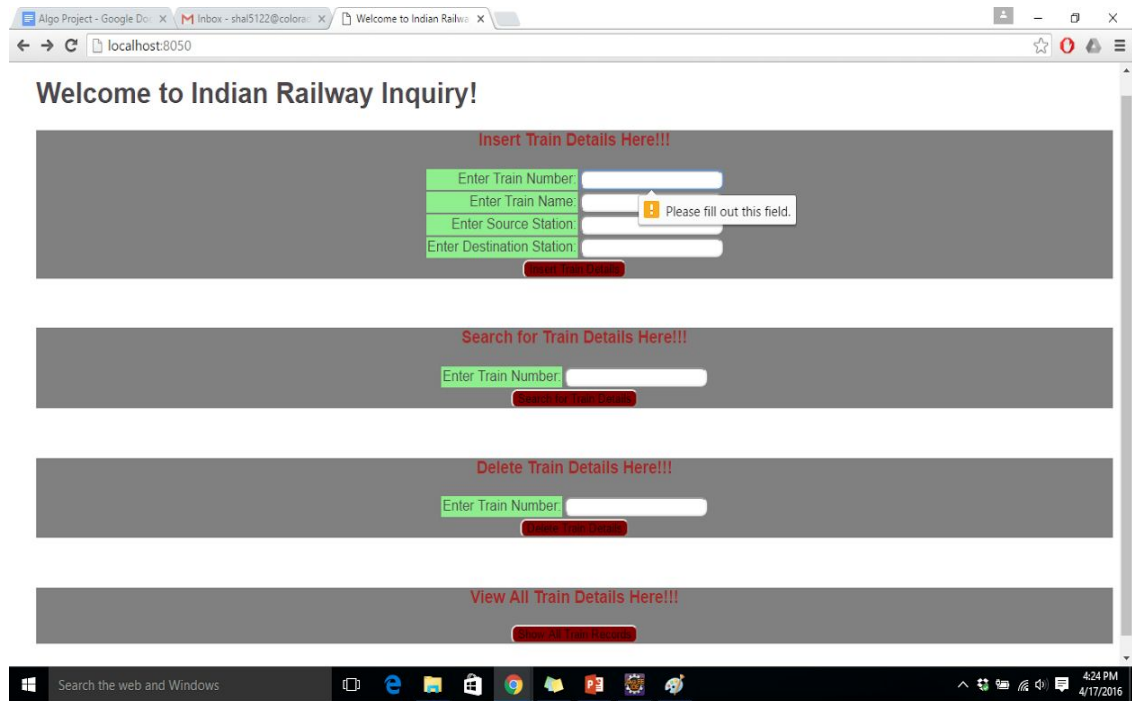 Algo Project - Google Do
Inbox - shal5122@colora
Welcome to Indian Railwa
localhost:8050
Welcome to Indian Railway Inquiry!
Insert Train Details Here!!!
Enter Train Number:
Enter Train Name:
Please fill out this field.
Enter Source Station:
Enter Destination Station:
Insert Train Details
Search for Train Details Here!!!
Enter Train Number:
Search for Train Details
Delete Train Details Here!!!
Enter Train Number:
Delete Train Details
View All Train Details Here!!!
Show All Train Records
Search the web and Windows
4:24 PM
4/17/2016